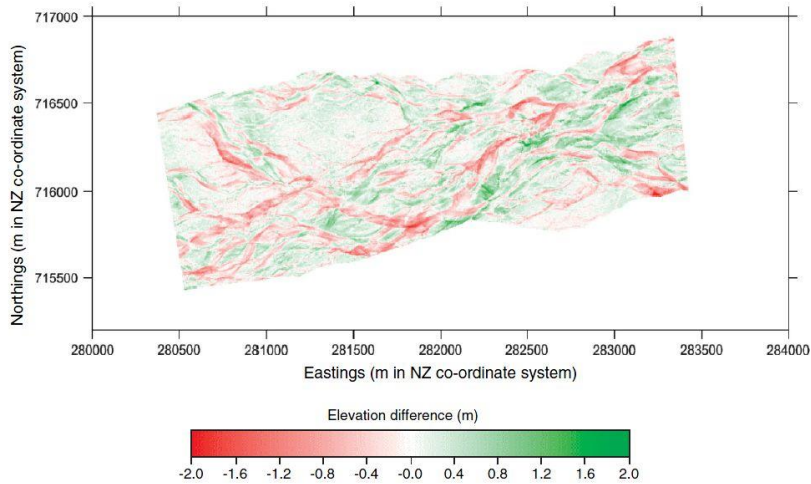 717000
716500
716000
715500
Northings (m in NZ co-ordinate system)
280000 280500 281000 281500 282000 282500 283000 283500 284000
Eastings (m in NZ co-ordinate system)
Elevation difference (m)
-2.0 -1.6 -1.2 -0.8 -0.4 -0.0 0.4 0.8 1.2 1.6 2.0